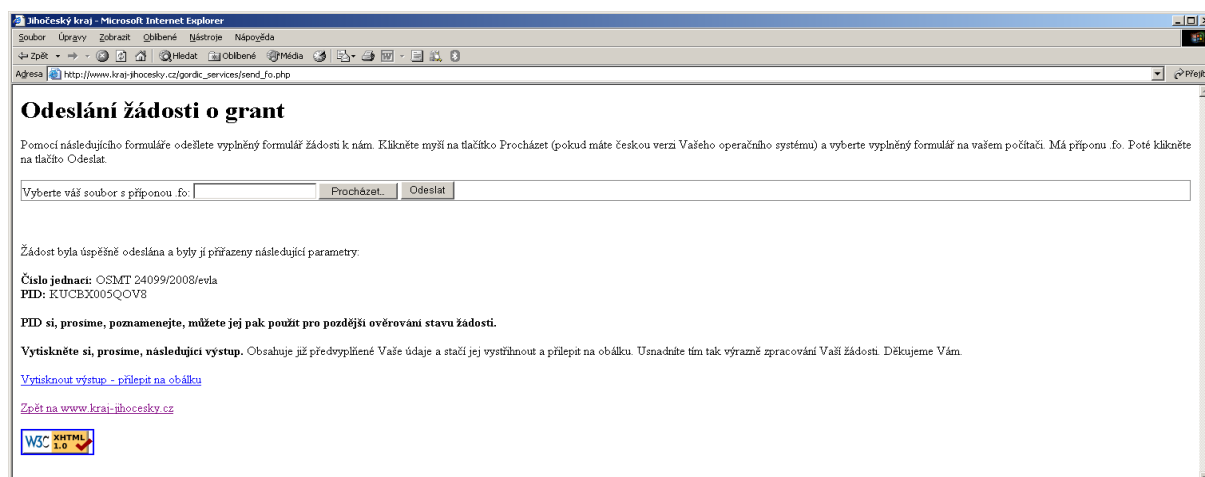 Jihočeský kraj - Microsoft Internet Explorer
Soubor Úpravy Zobrazit Oblíbené Nástroje Nápověda
Zpět Hledat Oblíbené Média
Adresa http://www.kraj-jihocesky.cz/gordic_services/send_fo.php Přejít
Odeslání žádosti o grant
Pomocí následujícího formuláře odešlete vyplněný formulář žádosti k nám. Klikněte myší na tlačítko Procházet (pokud máte českou verzi Vašeho operačního systému) a vyberte vyplněný formulář na vašem počítači. Má příponu .fo. Poté klikněte
na tlačíto Odeslat.
Vyberte váš soubor s příponou .fo: Procházet.. Odeslat
Žádost byla úspěšně odeslána a byly jí přiřazeny následující parametry:
Číslo jednací: OSMT 24099/2008/evla
PID: KUCBX005QOV8
PID si, prosíme, poznamenejte, můžete jej pak použít pro pozdější ověrování stavu žádosti.
Vytiskněte si, prosíme, následující výstup. Obsahuje již předvyplňené Vaše údaje a stačí jej vystřihnout a přilepit na obálku. Usnadníte tím tak výrazně zpracování Vaší žádosti. Děkujeme Vám.
Vytisknout výstup - přilepit na obálku
Zpět na www.kraj-jihocesky.cz
W3C XHTML
1.0